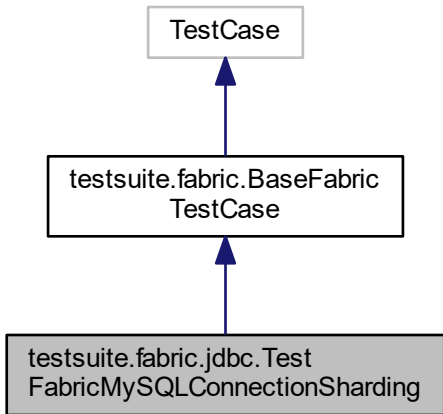 TestCase
testsuite.fabric.BaseFabric
TestCase
testsuite.fabric.jdbc.Test
FabricMySQLConnectionSharding